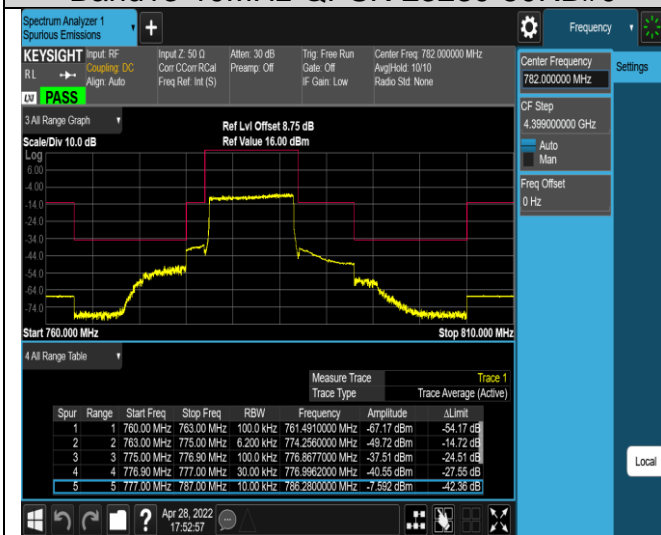 Spectrum Analyzer 1
Spurious Emissions
+
Frequency
KEYSIGHT
RL
PASS
Input: RF
Coupling: DC
Align: Auto
Input Z: 50 Ω
Corr CCorr RCal
Freq Ref: Int (S)
Atten: 30 dB
Preamp: Off
Trig: Free Run
Gate: Off
IF Gain: Low
Center Freq: 782.000000 MHz
Avg|Hold: 10/10
Radio Std: None
Center Frequency
782.000000 MHz
Settings
CF Step
4.399000000 GHz
Auto
Man
Freq Offset
0 Hz
Local
3 All Range Graph
Scale/Div 10.0 dB
Ref Lvl Offset 8.75 dB
Ref Value 16.00 dBm
Log
6.00
-4.00
-14.0
-24.0
-34.0
-44.0
-54.0
-64.0
-74.0
Start 760.000 MHz Stop 810.000 MHz
4 All Range Table
Measure Trace Trace 1
Trace Type Trace Average (Active)
Spur Range Start Freq Stop Freq RBW Frequency Amplitude ΔLimit
1 1 760.00 MHz 763.00 MHz 100.0 kHz 761.4910000 MHz -67.17 dBm -54.17 dB
2 2 763.00 MHz 775.00 MHz 6.200 kHz 774.2560000 MHz -49.72 dBm -14.72 dB
3 3 775.00 MHz 776.90 MHz 100.0 kHz 776.8677000 MHz -37.51 dBm -24.51 dB
4 4 776.90 MHz 777.00 MHz 30.00 kHz 776.9962000 MHz -40.55 dBm -27.55 dB
5 5 777.00 MHz 787.00 MHz 10.00 kHz 786.2800000 MHz -7.592 dBm -42.36 dB
?
Apr 28, 2022
17:52:57